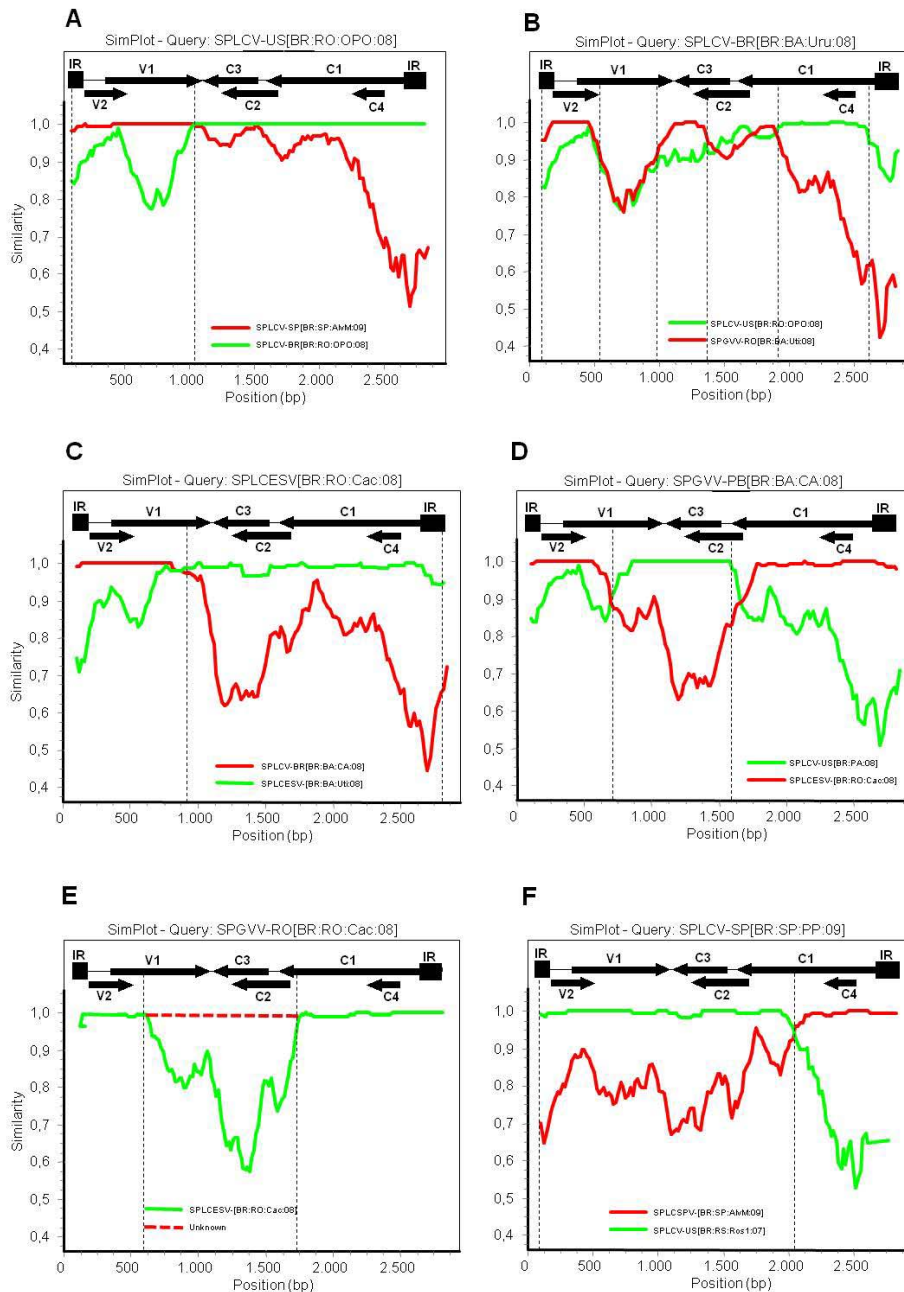 A
SimPlot - Query: SPLCV-US[BR:RO:OPO:08]
IR V1 C3 C1 IR
V2 C2 C4
1,0
0,9
0,8
0,7
0,6
0,5
0,4
Similarity
SPLCV-SP[BR:SP:AlvM:09]
SPLCV-BR[BR:RO:OPO:08]
500 1.000 1.500 2.000 2.500
Position (bp)
B
SimPlot - Query: SPLCV-BR[BR:BA:Uru:08]
IR V1 C3 C1 IR
V2 C2 C4
1,0
0,9
0,8
0,7
0,6
0,5
0,4
SPLCV-US[BR:RO:OPO:08]
SPGVV-RO[BR:BA:Uti:08]
0 500 1.000 1.500 2.000 2.500
Position (bp)
C
SimPlot - Query: SPLCESV[BR:RO:Cac:08]
IR V1 C3 C1 IR
V2 C2 C4
1,0
0,9
0,8
0,7
0,6
0,5
0,4
Similarity
SPLCV-BR[BR:BA:CA:08]
SPLCESV-[BR:BA:Uti:08]
0 500 1.000 1.500 2.000 2.500
Position (bp)
D
SimPlot - Query: SPGVV-PB[BR:BA:CA:08]
IR V1 C3 C1 IR
V2 C2 C4
1,0
0,9
0,8
0,7
0,6
0,5
0,4
SPLCV-US[BR:PA:08]
SPLCESV-[BR:RO:Cac:08]
0 500 1.000 1.500 2.000 2.500
Position (bp)
E
SimPlot - Query: SPGVV-RO[BR:RO:Cac:08]
IR V1 C3 C1 IR
V2 C2 C4
1,0
0,9
0,8
0,7
0,6
0,5
0,4
Similarity
SPLCESV-[BR:RO:Cac:08]
Unknown
0 500 1.000 1.500 2.000 2.500
Position (bp)
F
SimPlot - Query: SPLCV-SP[BR:SP:PP:09]
IR V1 C3 C1 IR
V2 C2 C4
1,0
0,9
0,8
0,7
0,6
0,5
0,4
SPLCSPV-[BR:SP:AlvM:09]
SPLCV-US[BR:RS:Ros1:07]
0 500 1.000 1.500 2.000 2.500
Position (bp)